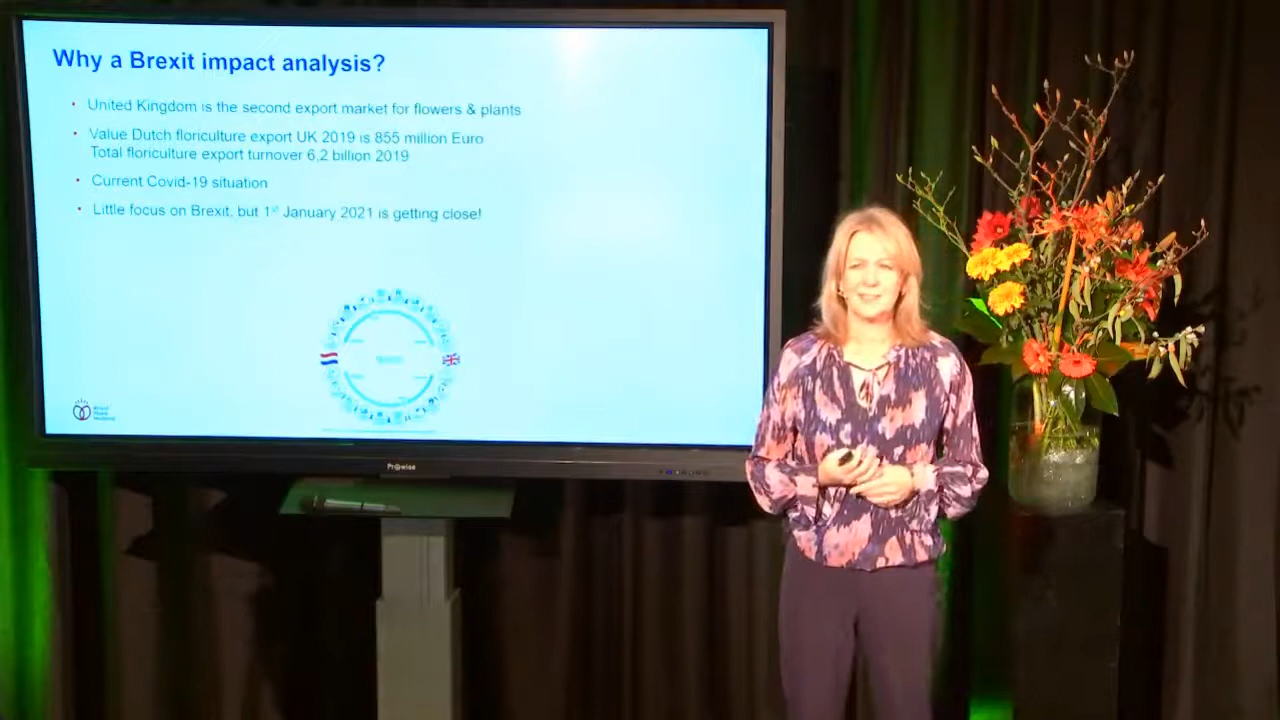 Why a Brexit impact analysis?
United Kingdom is the second export market for flowers & plants
Value Dutch floriculture export UK 2019 is 855 million Euro
Total floriculture export turnover 6,2 billion 2019
Current Covid-19 situation
Little focus on Brexit, but 1st January 2021 is getting close!
Prowise